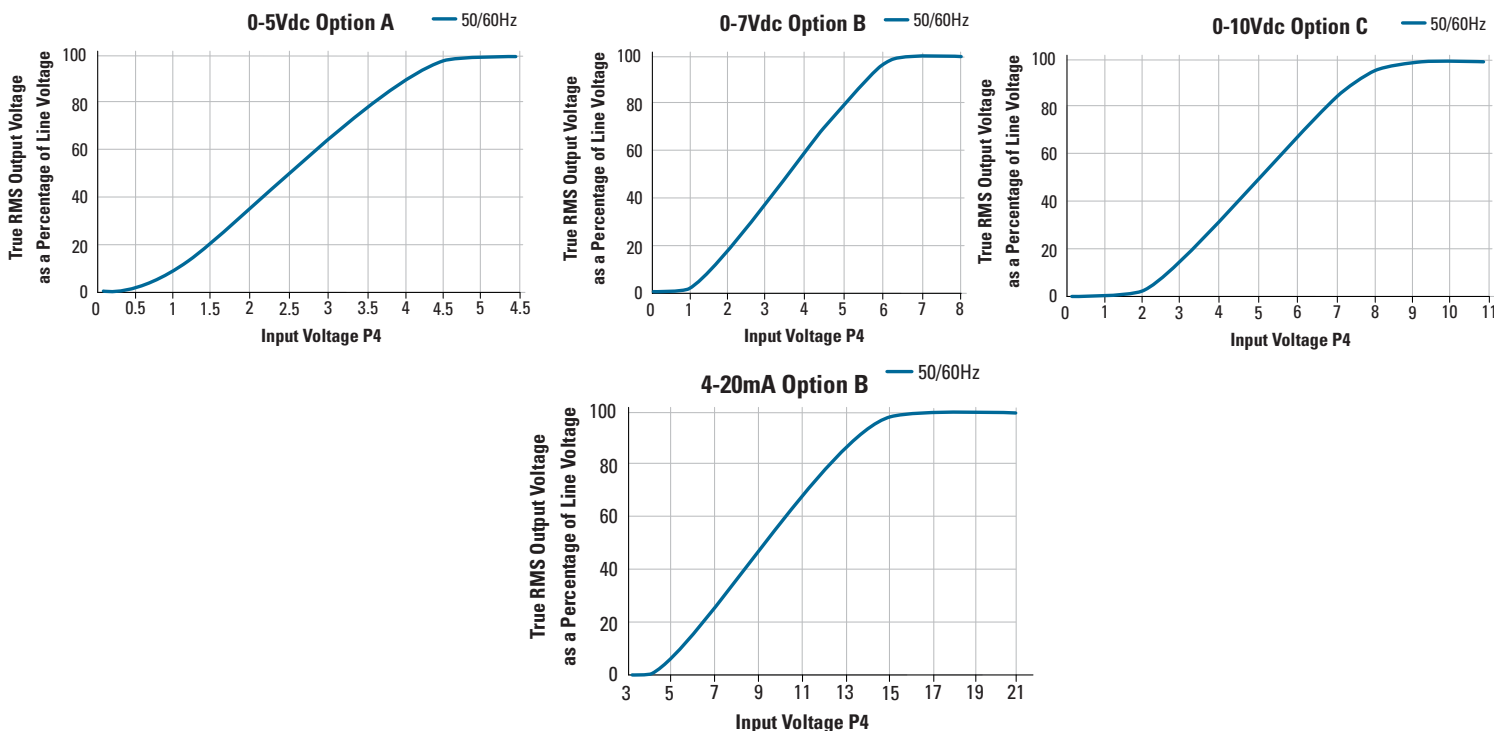 0-5Vdc Option A
50/60Hz
True RMS Output Voltage
as a Percentage of Line Voltage
100
80
60
40
20
0
0 0.5 1 1.5 2 2.5 3 3.5 4 4.5 5 4.5
Input Voltage P4
0-7Vdc Option B
50/60Hz
True RMS Output Voltage
as a Percentage of Line Voltage
100
80
60
40
20
0
0 1 2 3 4 5 6 7 8
Input Voltage P4
0-10Vdc Option C
50/60Hz
True RMS Output Voltage
as a Percentage of Line Voltage
100
80
60
40
20
0
0 1 2 3 4 5 6 7 8 9 10 11
Input Voltage P4
4-20mA Option B
50/60Hz
True RMS Output Voltage
as a Percentage of Line Voltage
100
80
60
40
20
0
3 5 7 9 11 13 15 17 19 21
Input Voltage P4